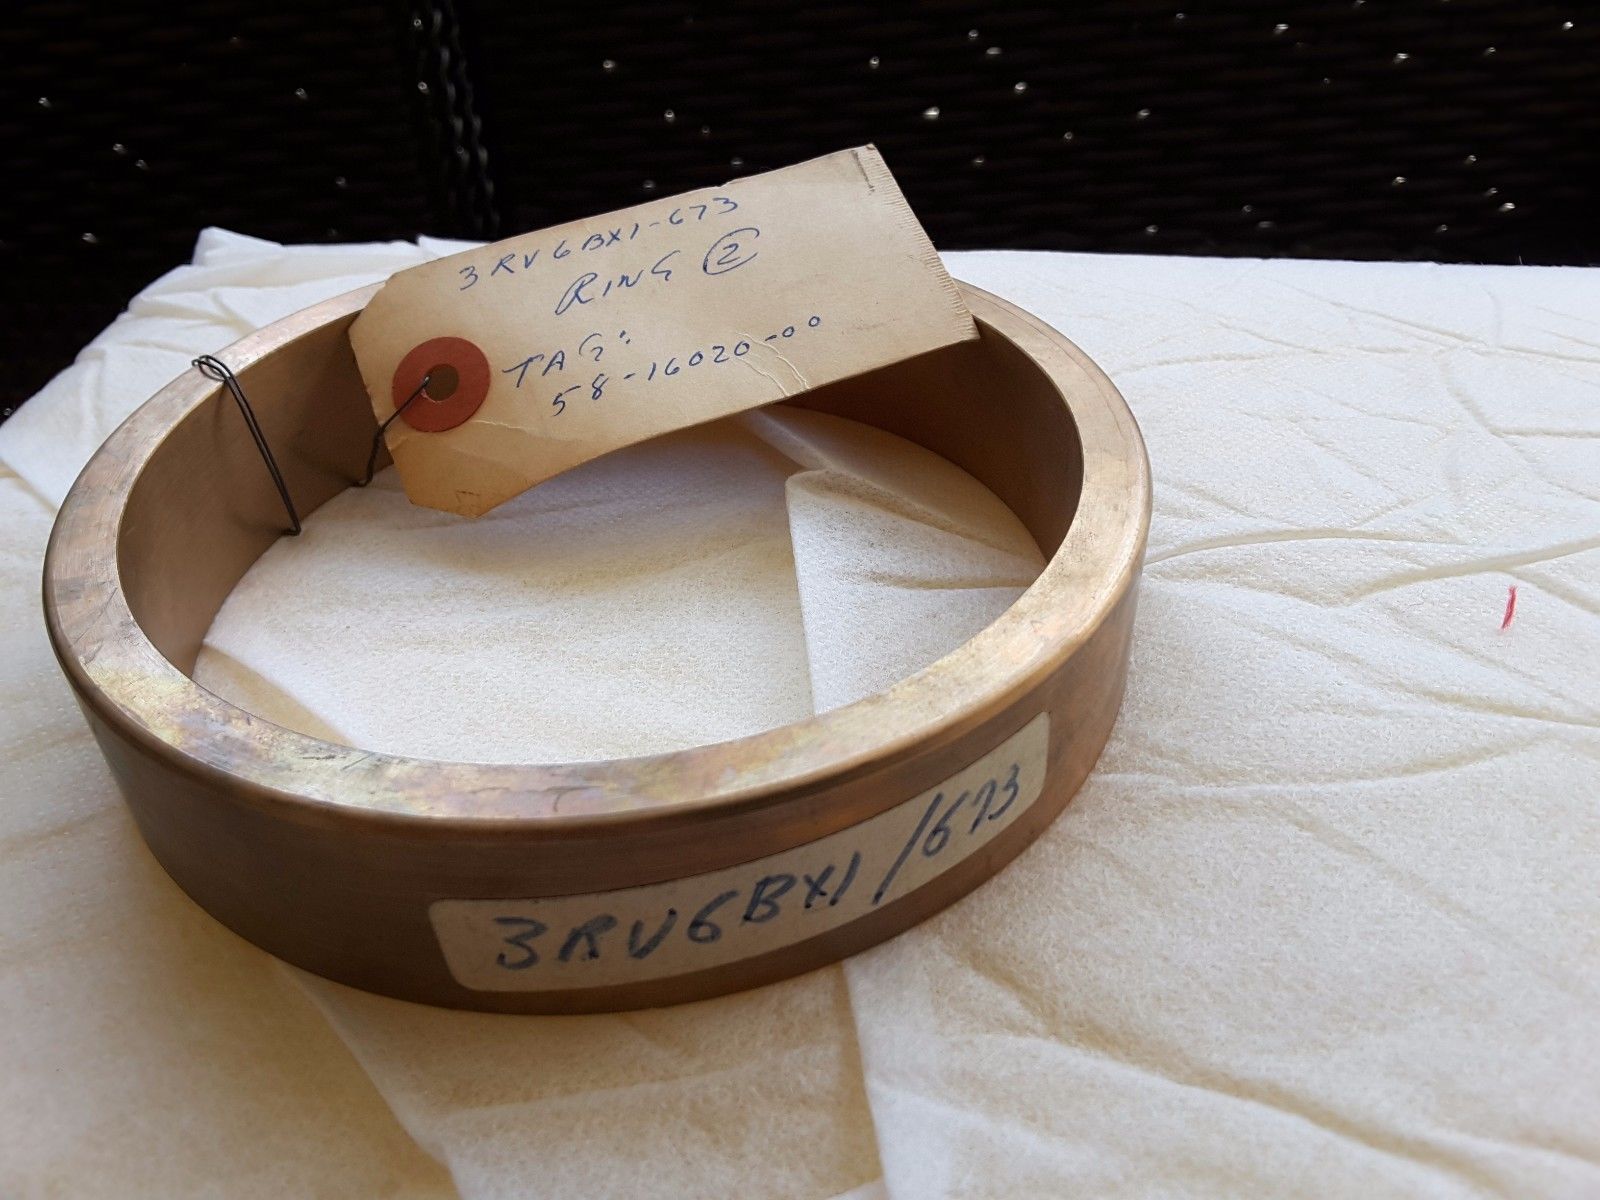 3RV6BX1-673
RING 2
TAG:
58-16020-00
3RV6BX1/673